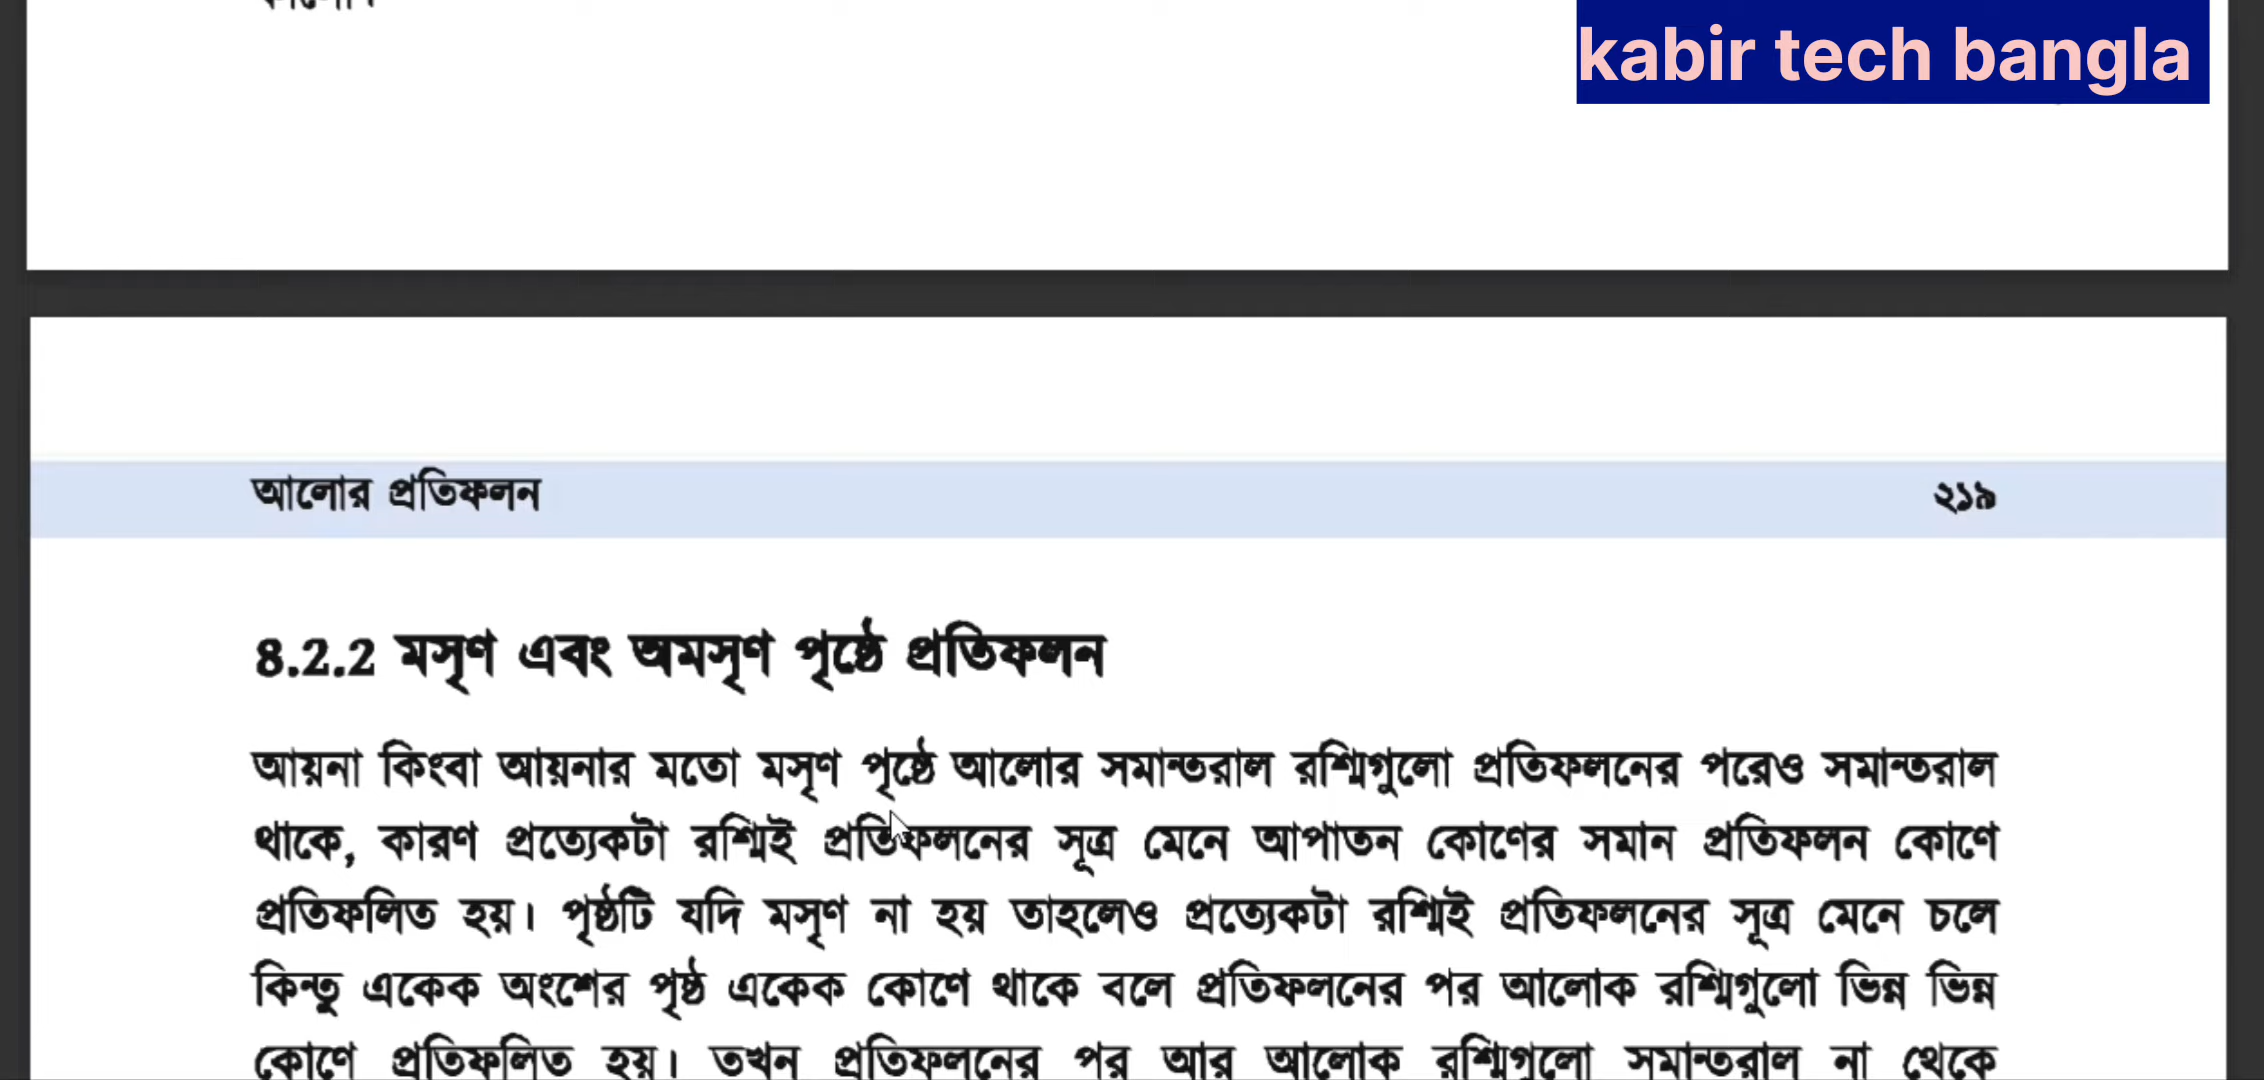 kabir tech bangla
আলোর প্রতিফলন ২১৯
8.2.2 মসৃণ এবং অমসৃণ পৃষ্ঠে প্রতিফলন
আয়না কিংবা আয়নার মতো মসৃণ পৃষ্ঠে আলোর সমান্তরাল রশ্মিগুলো প্রতিফলনের পরেও সমান্তরাল
থাকে, কারণ প্রত্যেকটা রশ্মিই প্রতিফলনের সূত্র মেনে আপাতন কোণের সমান প্রতিফলন কোণে
প্রতিফলিত হয়। পৃষ্ঠটি যদি মসৃণ না হয় তাহলেও প্রত্যেকটা রশ্মিই প্রতিফলনের সূত্র মেনে চলে
কিন্তু একেক অংশের পৃষ্ঠ একেক কোণে থাকে বলে প্রতিফলনের পর আলোক রশ্মিগুলো ভিন্ন ভিন্ন
কোণে প্রতিফলিত হয়। তখন প্রতিফলনের পর আর আলোক রশ্মিগুলো সমান্তরাল না থেকে